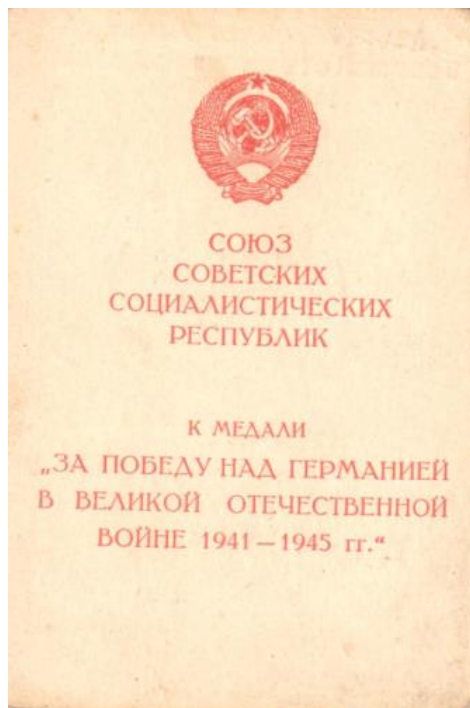 СОЮЗ
СОВЕТСКИХ
СОЦИАЛИСТИЧЕСКИХ
РЕСПУБЛИК
К МЕДАЛИ
„ЗА ПОБЕДУ НАД ГЕРМАНИЕЙ
В ВЕЛИКОЙ ОТЕЧЕСТВЕННОЙ
ВОЙНЕ 1941—1945 гг.“